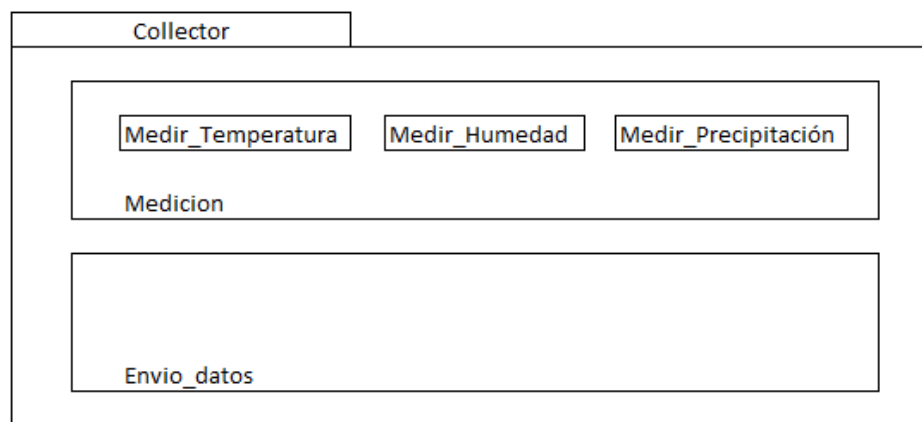 Collector
Medir_Temperatura Medir_Humedad Medir_Precipitación
Medicion
Envio_datos